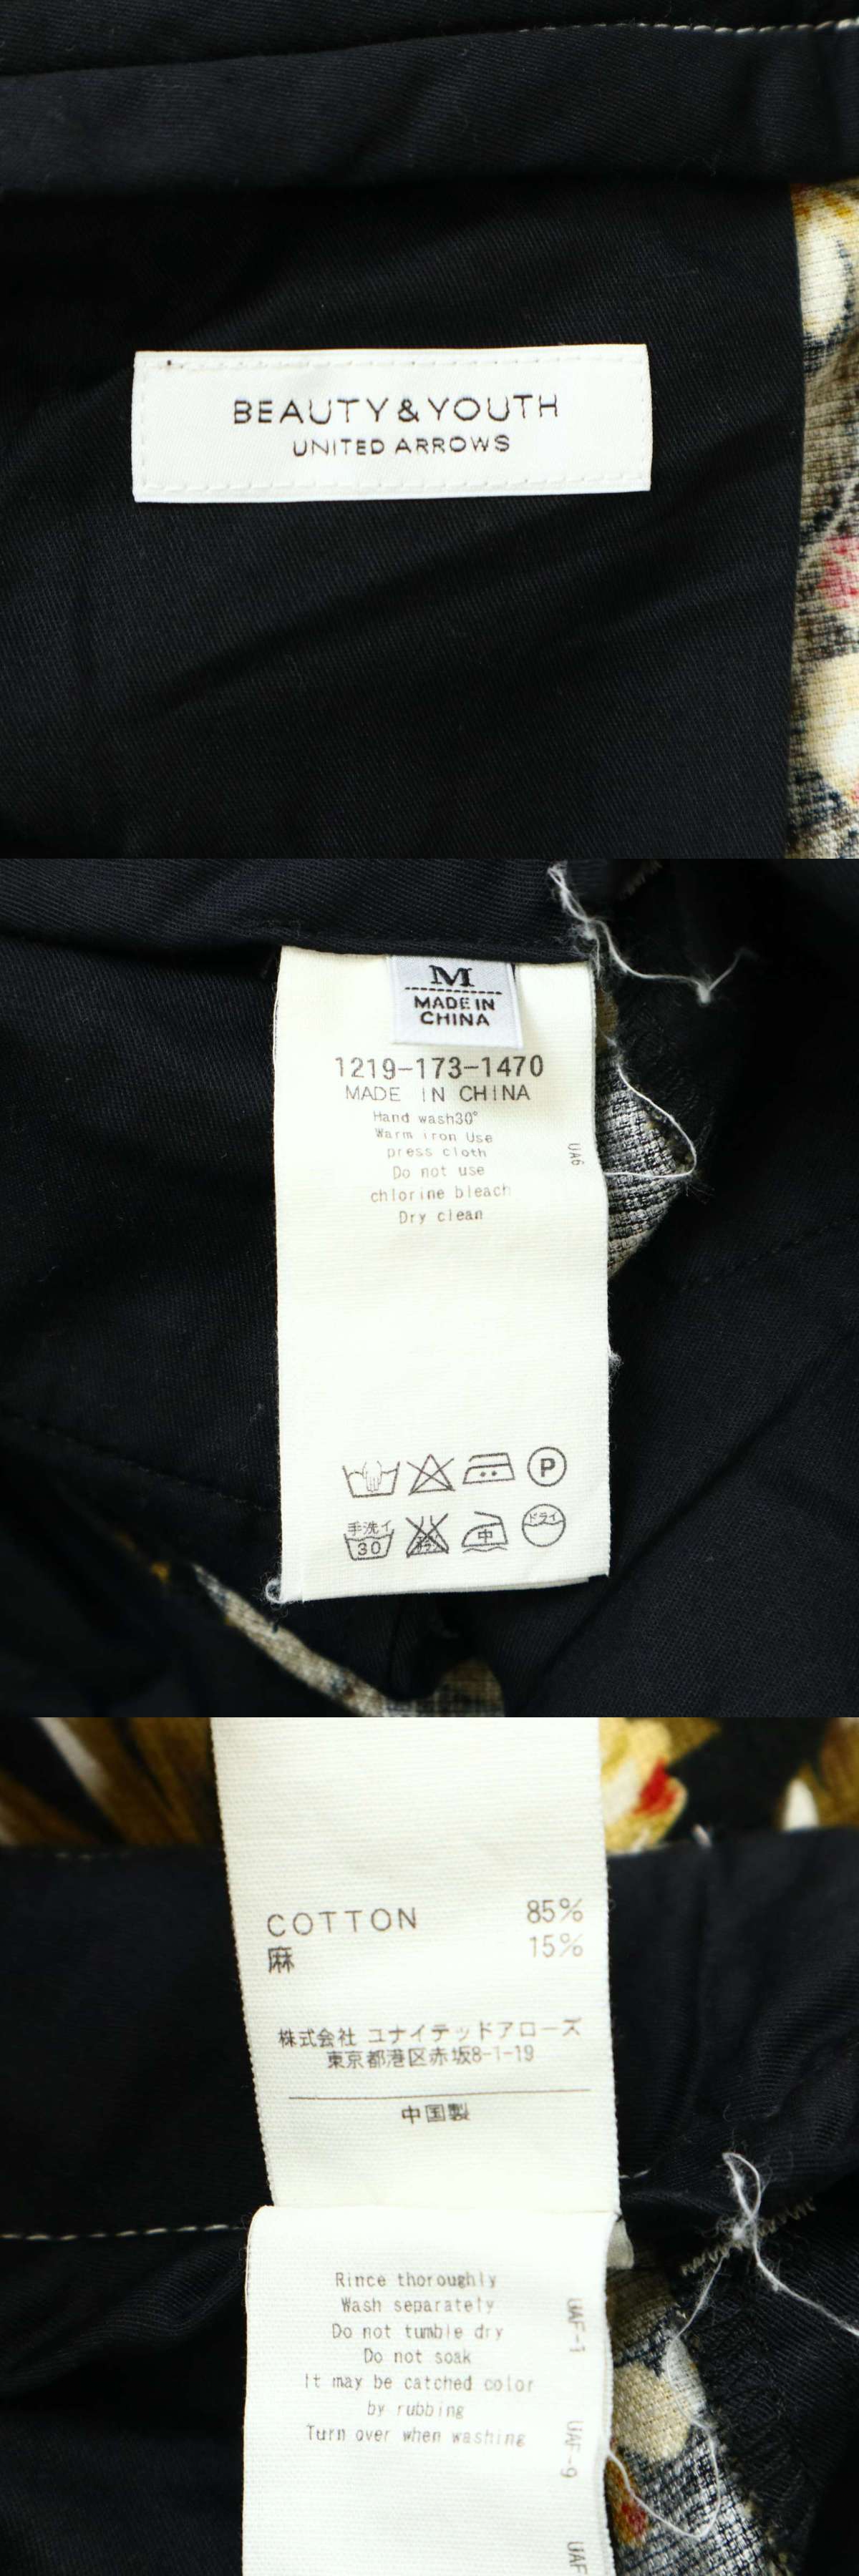 BEAUTY&YOUTH
UNITED ARROWS
M
MADE IN
CHINA
1219-173-1470
MADE IN CHINA
Hand wash30°
Warm iron Use
press cloth
Do not use
chlorine bleach
Dry clean
UA6
P
手洗イ
30
中
ドライ
COTTON 85%
麻 15%
株式会社 ユナイテッドアローズ
東京都港区赤坂8-1-19
中国製
Rince thoroughly
Wash separately
Do not tumble dry
Do not soak
It may be catched color
by rubbing
Turn over when washing
UAF-1
UAF-9
UAF